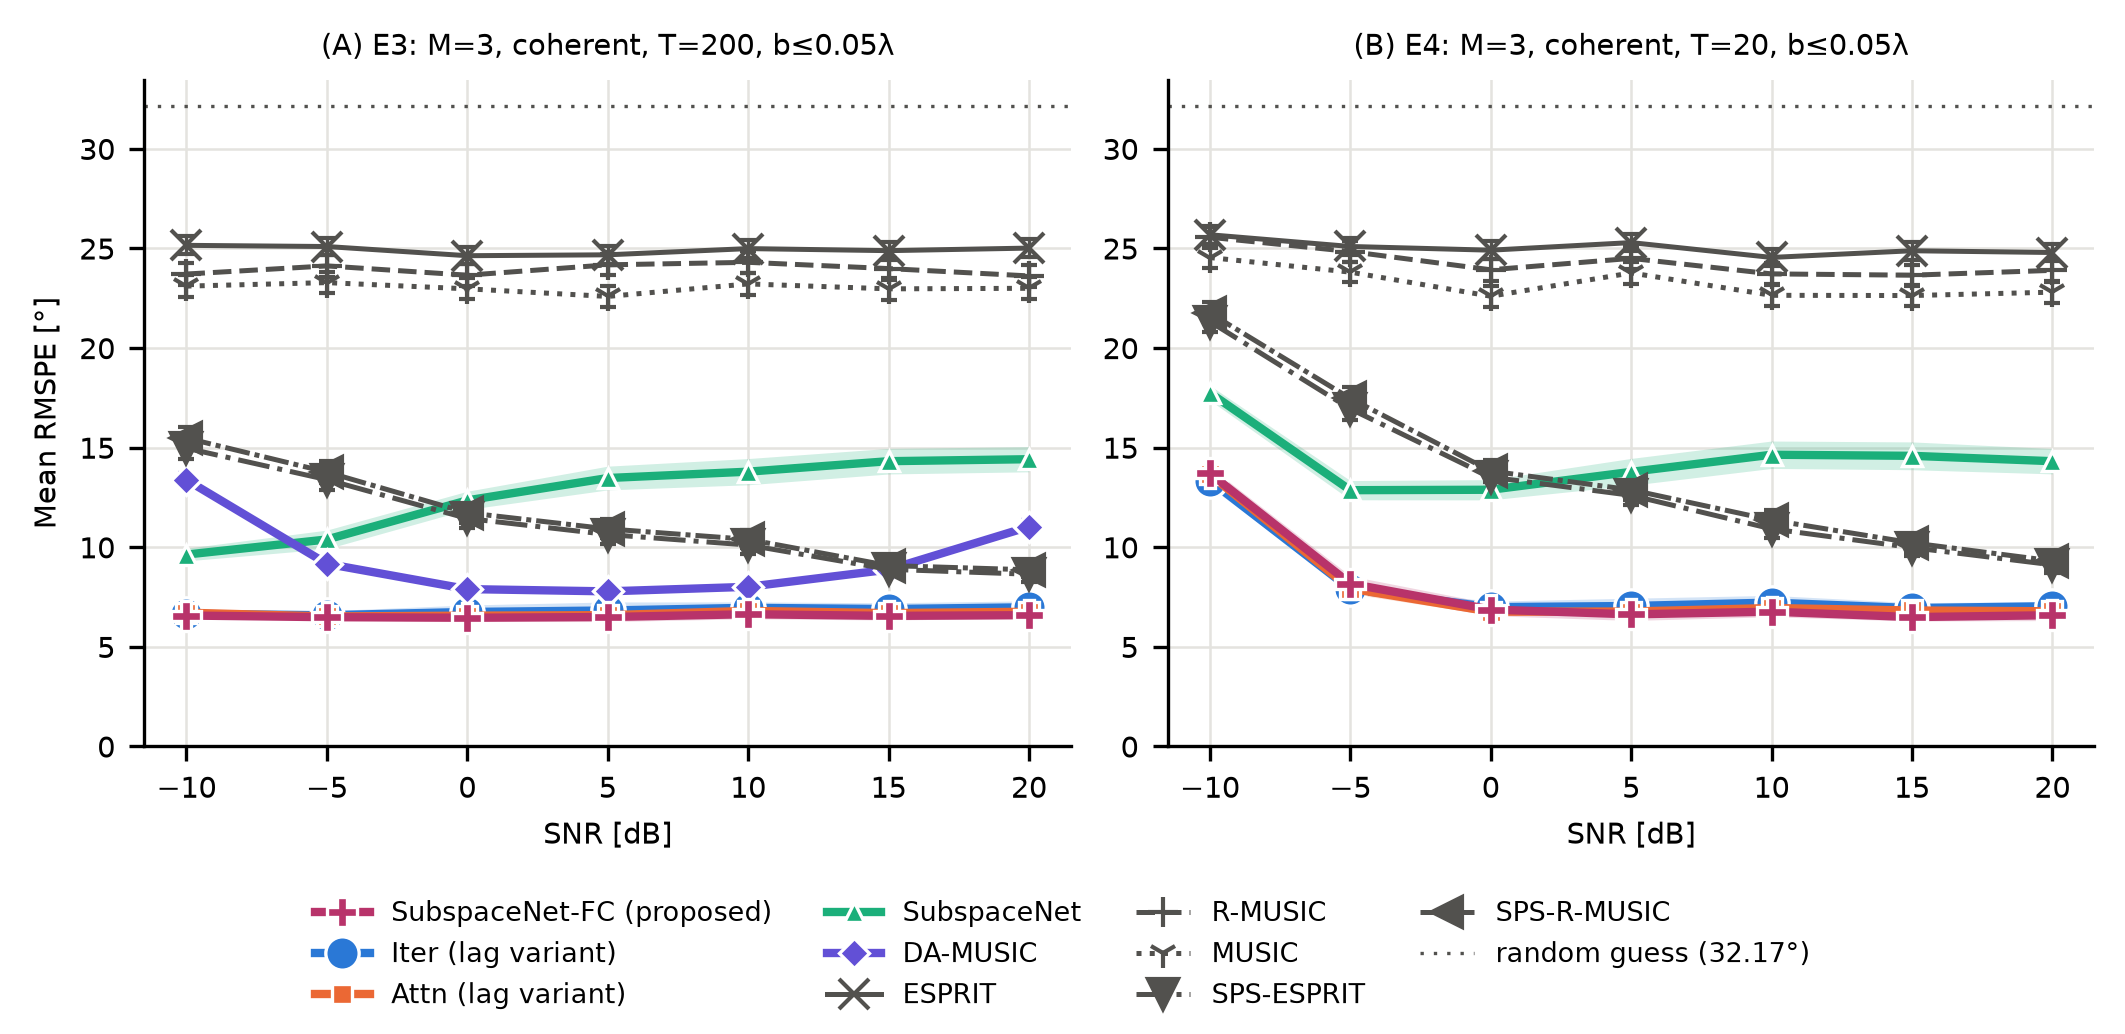 (A) E3: M=3, coherent, T=200, b≤0.05λ
(B) E4: M=3, coherent, T=20, b≤0.05λ
Mean RMSPE [°]
30
25
20
15
10
5
0
−10
−5
0
5
10
15
20
SNR [dB]
30
25
20
15
10
5
0
−10
−5
0
5
10
15
20
SNR [dB]
SubspaceNet-FC (proposed)
Iter (lag variant)
Attn (lag variant)
SubspaceNet
DA-MUSIC
ESPRIT
R-MUSIC
MUSIC
SPS-ESPRIT
SPS-R-MUSIC
random guess (32.17°)